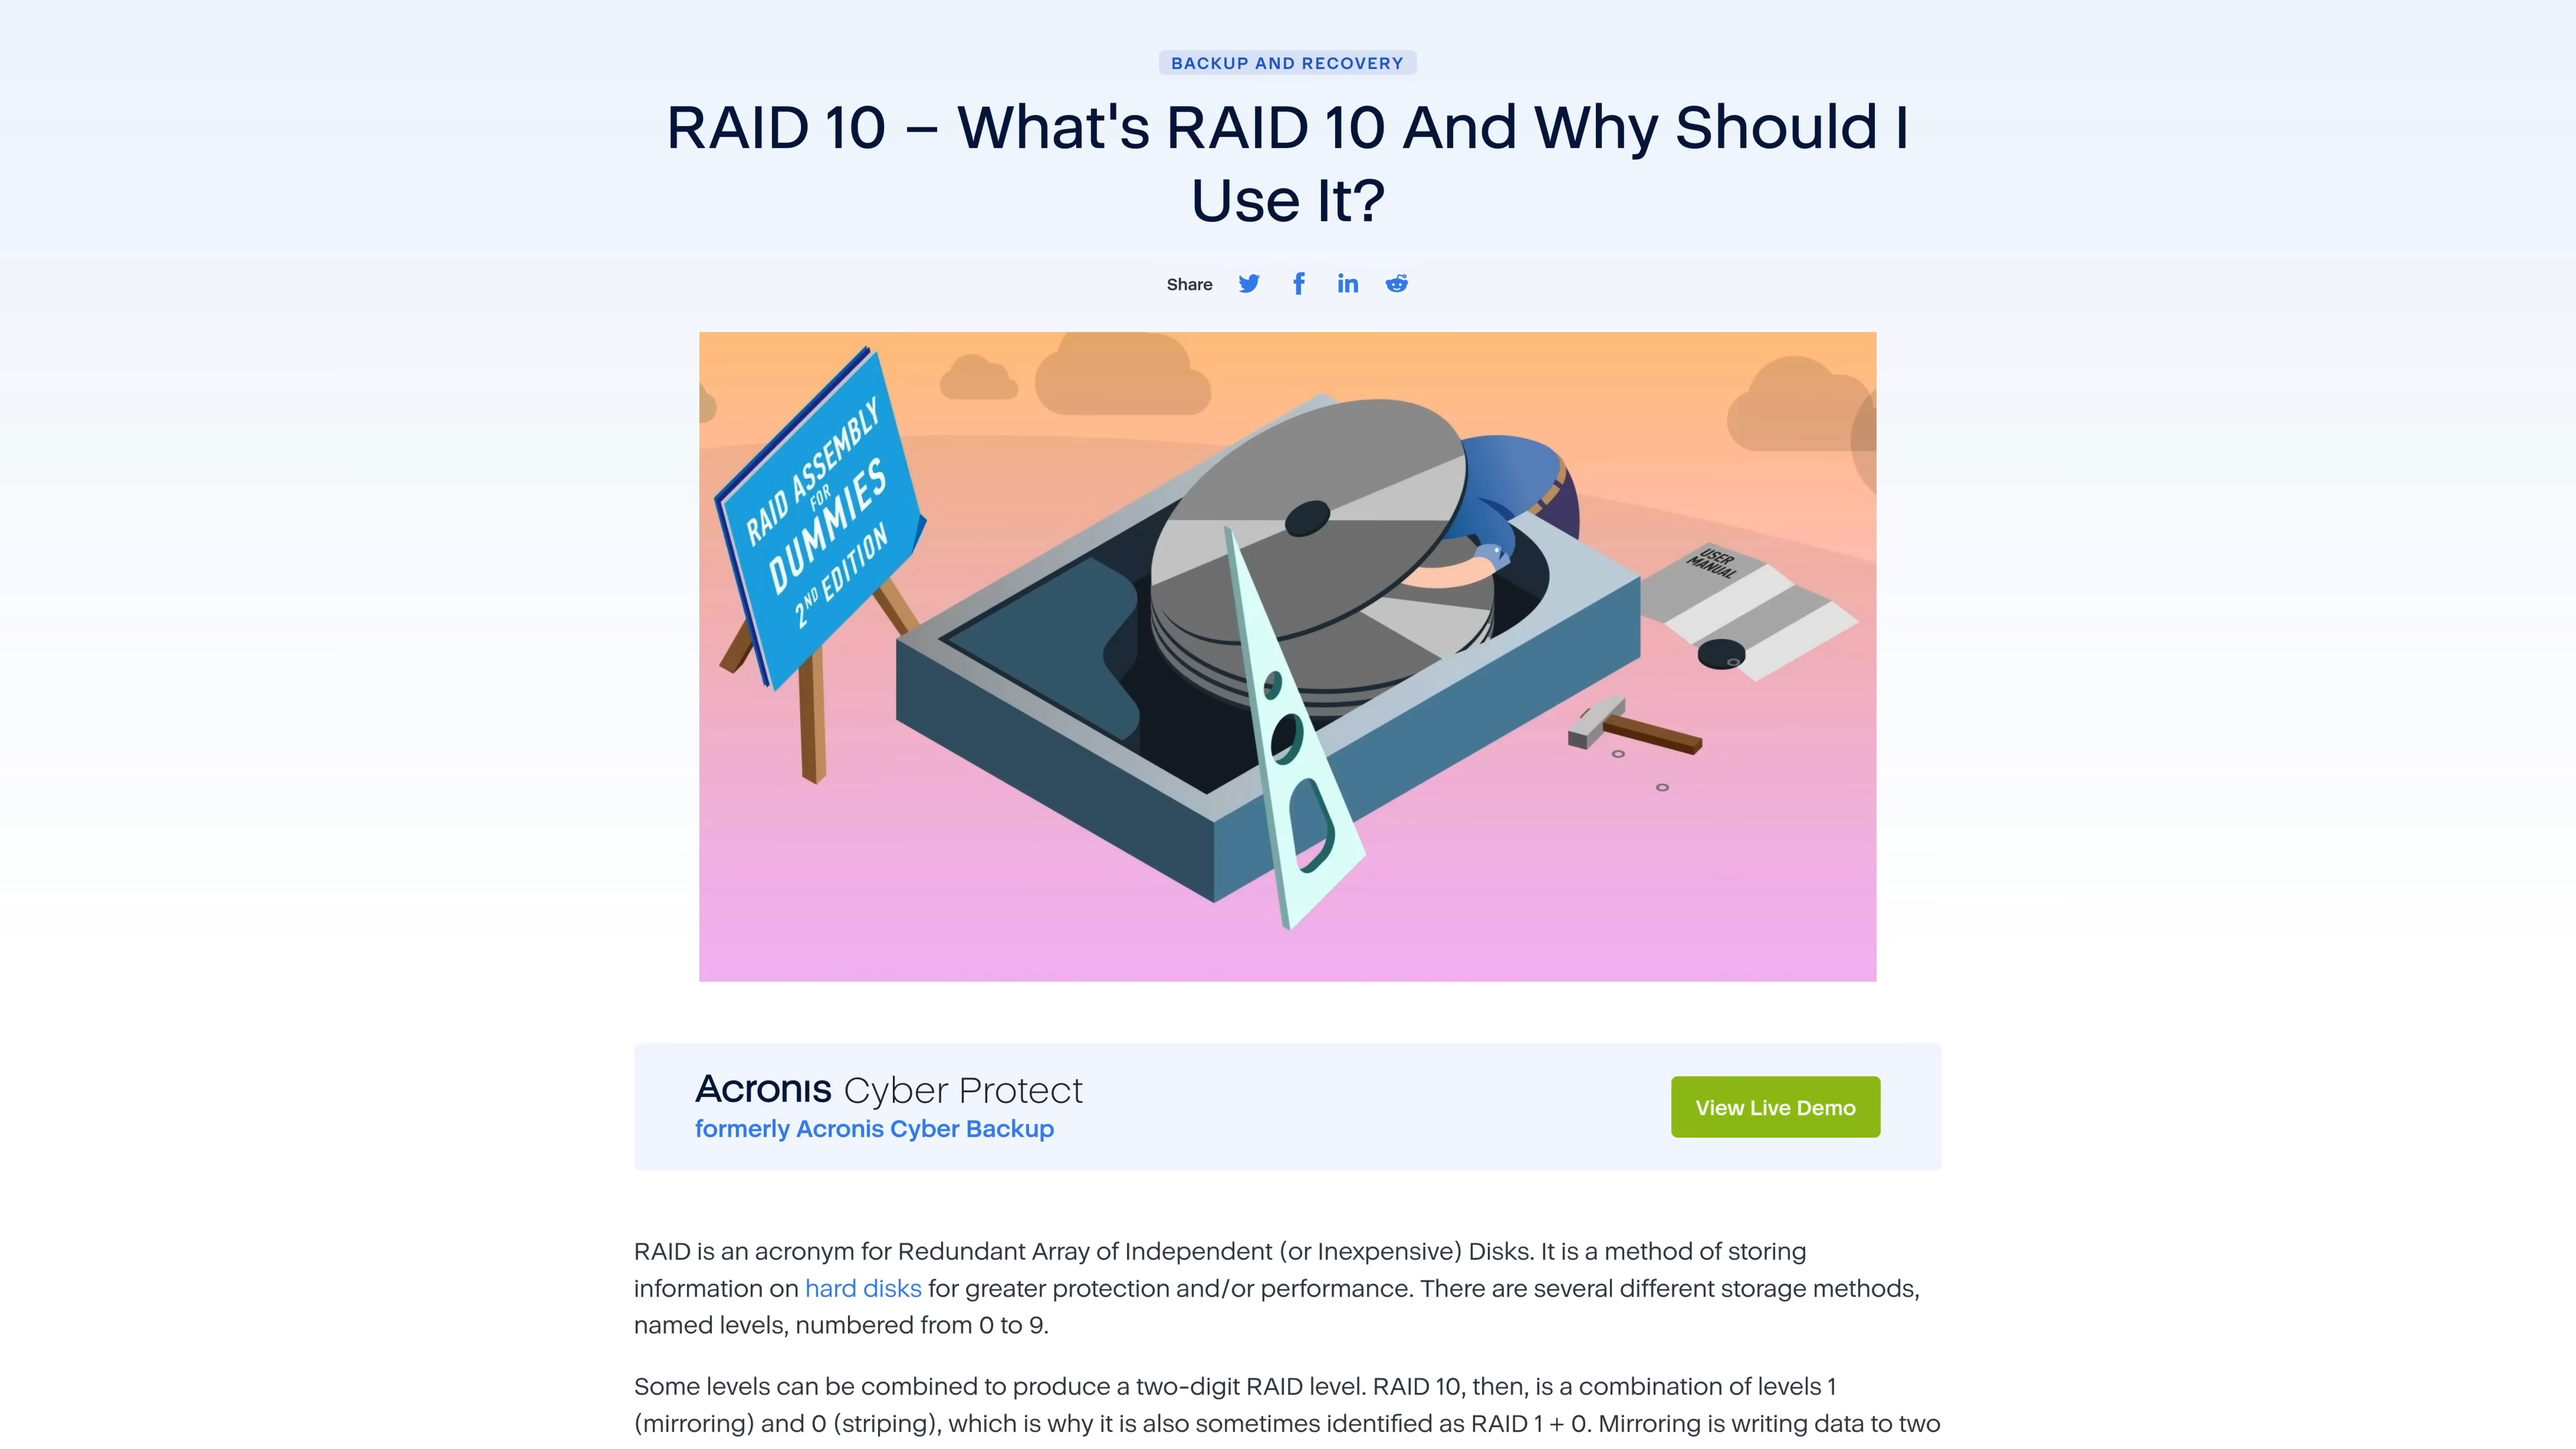 BACKUP AND RECOVERY
RAID 10 – What's RAID 10 And Why Should I
Use It?
Share
RAID ASSEMBLY
FOR
DUMMIES
2ND EDITION
USER
MANUAL
Acronis Cyber Protect
formerly Acronis Cyber Backup
View Live Demo
RAID is an acronym for Redundant Array of Independent (or Inexpensive) Disks. It is a method of storing
information on hard disks for greater protection and/or performance. There are several different storage methods,
named levels, numbered from 0 to 9.
Some levels can be combined to produce a two-digit RAID level. RAID 10, then, is a combination of levels 1
(mirroring) and 0 (striping), which is why it is also sometimes identified as RAID 1 + 0. Mirroring is writing data to two